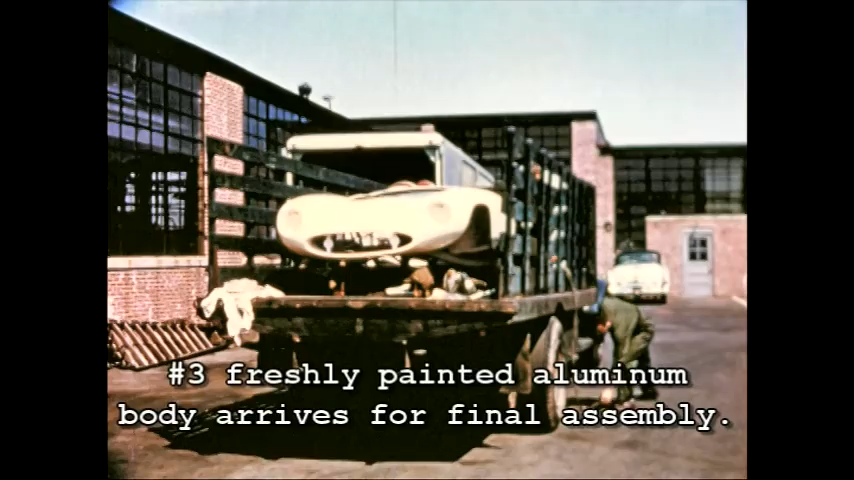 #3 freshly painted aluminum
body arrives for final assembly.